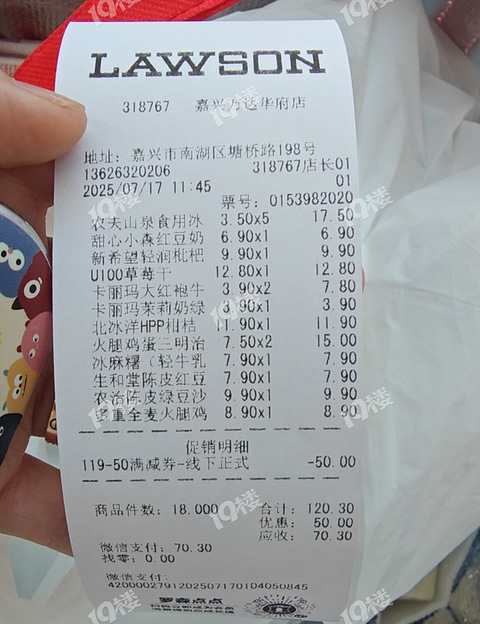 LAWSON
318767 嘉兴万达华府店
地址: 嘉兴市南湖区塘桥路198号
13626320206 318767店长01
2025/07/17 11:45 01
票号: 0153982020
农夫山泉食用冰 3.50x5 17.50
甜心小森红豆奶 6.90x1 6.90
新希望轻润枇杷 9.90x1 9.90
U100草莓干 12.80x1 12.80
卡丽玛大红袍牛 3.90x2 7.80
卡丽玛茉莉奶绿 3.90x1 3.90
北冰洋HPP柑桔 11.90x1 11.90
火腿鸡蛋三明治 7.50x2 15.00
冰麻糬（轻牛乳 7.90x1 7.90
生和堂陈皮红豆 7.90x1 7.90
农治陈皮绿豆沙 9.90x1 9.90
多重全麦火腿鸡 8.90x1 8.90
促销明细
119-50满减券-线下正式 -50.00
商品件数: 18.000 合计: 120.30
优惠: 50.00
应收: 70.30
微信支付: 70.30
找零: 0.00
微信支付:
4200002791202507170104050845
罗森点点
19楼